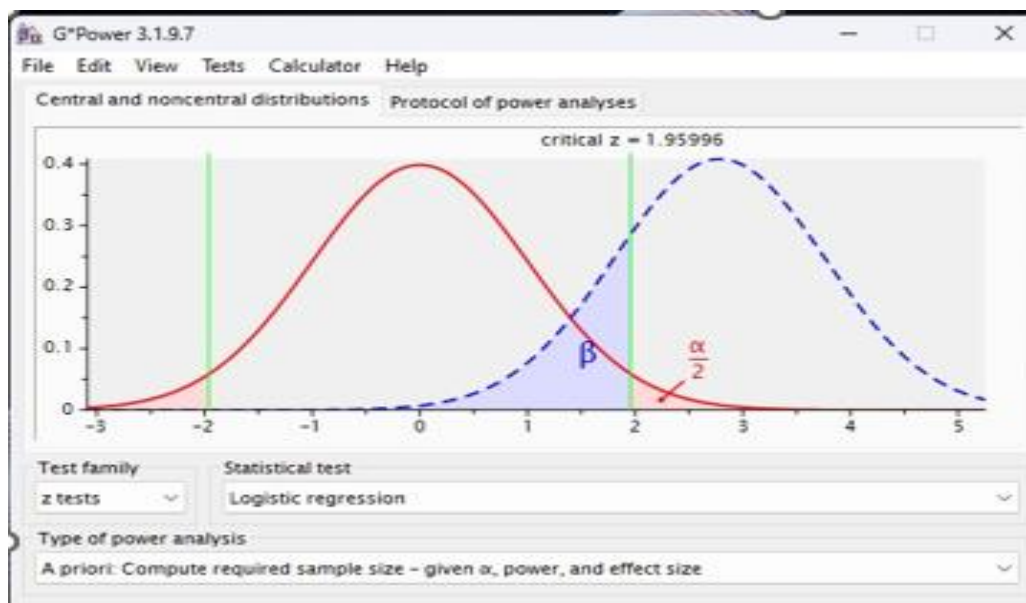 βα G*Power 3.1.9.7
File Edit View Tests Calculator Help
Central and noncentral distributions Protocol of power analyses
critical z = 1.95996
0.4
0.3
0.2
0.1
0
β
α
2
-3 -2 -1 0 1 2 3 4 5
Test family Statistical test
z tests Logistic regression
Type of power analysis
A priori: Compute required sample size – given α, power, and effect size